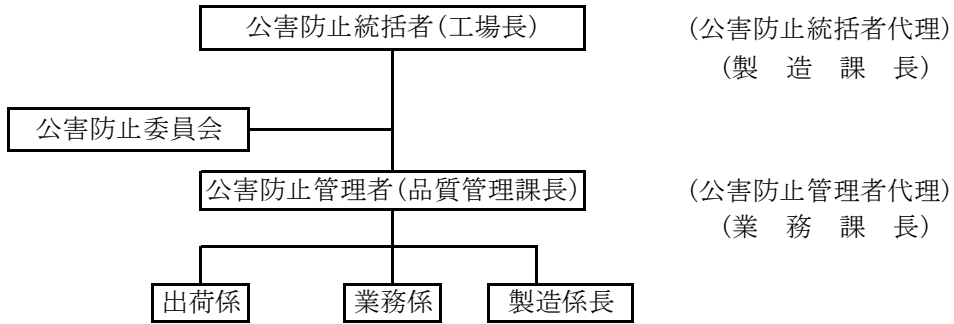 公害防止統括者(工場長)
(公害防止統括者代理)
(製 造 課 長)
公害防止委員会
公害防止管理者(品質管理課長)
(公害防止管理者代理)
(業 務 課 長)
出荷係
業務係
製造係長